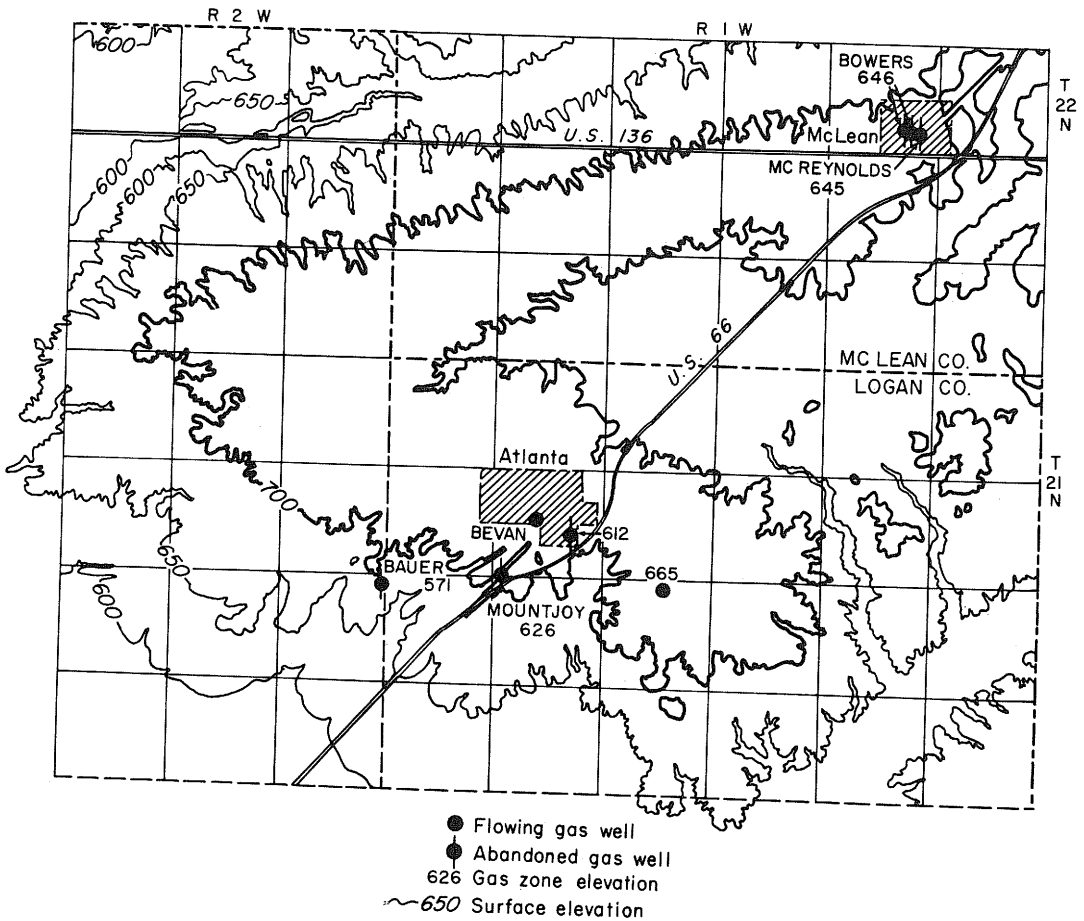 R 2 W
R 1 W
600
BOWERS
646
T
22
N
650
U.S. 136
McLean
MC REYNOLDS
645
600
600
650
U.S. 66
MC LEAN CO.
LOGAN CO.
Atlanta
T
21
N
700
BEVAN
612
650
BAUER
571
665
600
MOUNTJOY
626
Flowing gas well
Abandoned gas well
626 Gas zone elevation
650 Surface elevation